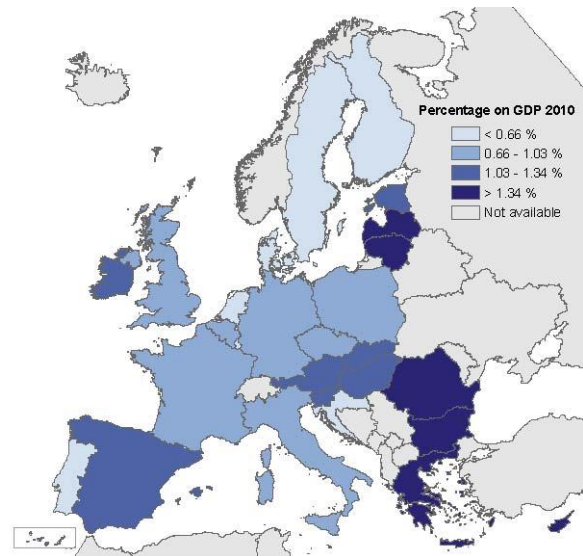 Percentage on GDP 2010
< 0.66 %
0.66 - 1.03 %
1.03 - 1.34 %
> 1.34 %
Not available